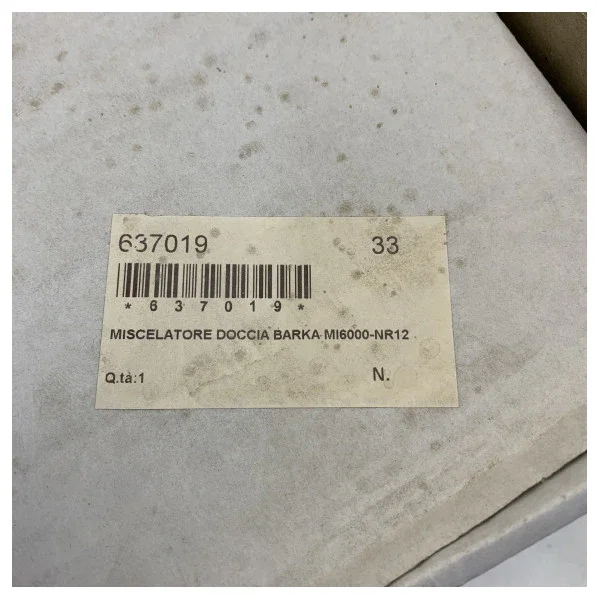 637019 33
*637019*
MISCELATORE DOCCIA BARKA MI6000-NR12
Q.tà:1 N.